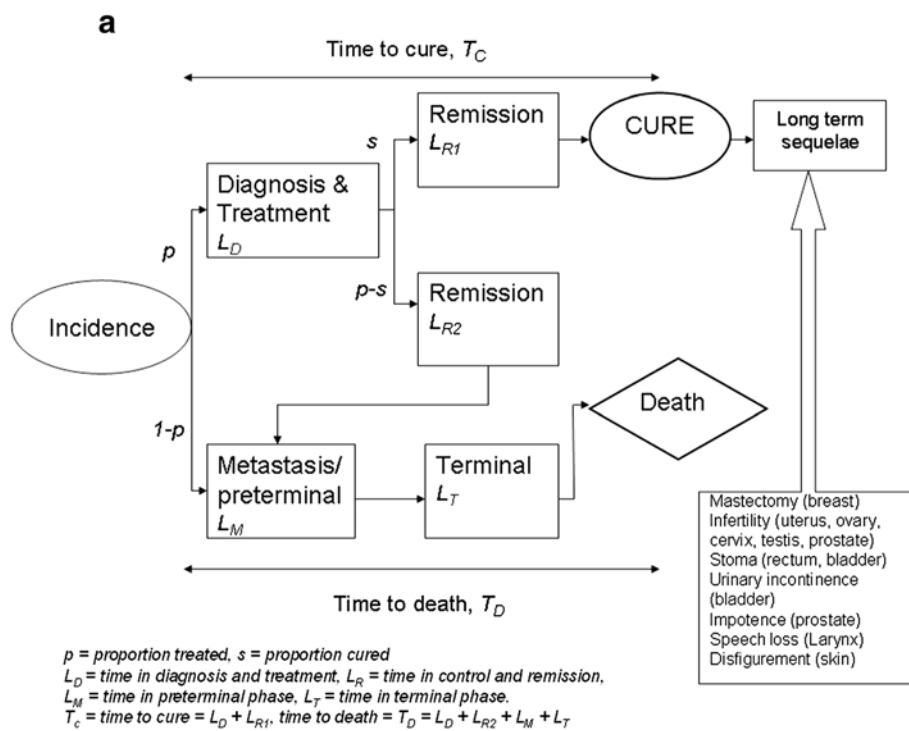 a
Time to cure, T_C
Remission
L_R1
CURE
Long term
sequelae
s
Diagnosis &
Treatment
L_D
p
p-s
Remission
L_R2
Incidence
1-p
Death
Metastasis/
preterminal
L_M
Terminal
L_T
Time to death, T_D
Mastectomy (breast)
Infertility (uterus, ovary,
cervix, testis, prostate)
Stoma (rectum, bladder)
Urinary incontinence
(bladder)
Impotence (prostate)
Speech loss (Larynx)
Disfigurement (skin)
p = proportion treated, s = proportion cured
L_D = time in diagnosis and treatment, L_R = time in control and remission,
L_M = time in preterminal phase, L_T = time in terminal phase.
T_c = time to cure = L_D + L_R1, time to death = T_D = L_D + L_R2 + L_M + L_T